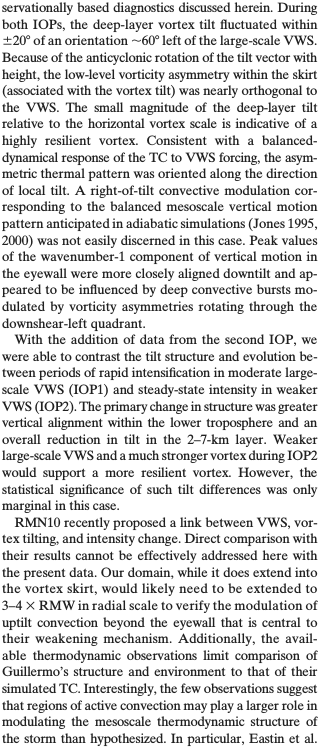 servationally based diagnostics discussed herein. During
both IOPs, the deep-layer vortex tilt fluctuated within
±20° of an orientation ~60° left of the large-scale VWS.
Because of the anticyclonic rotation of the tilt vector with
height, the low-level vorticity asymmetry within the skirt
(associated with the vortex tilt) was nearly orthogonal to
the VWS. The small magnitude of the deep-layer tilt
relative to the horizontal vortex scale is indicative of a
highly resilient vortex. Consistent with a balanced-
dynamical response of the TC to VWS forcing, the asym-
metric thermal pattern was oriented along the direction
of local tilt. A right-of-tilt convective modulation cor-
responding to the balanced mesoscale vertical motion
pattern anticipated in adiabatic simulations (Jones 1995,
2000) was not easily discerned in this case. Peak values
of the wavenumber-1 component of vertical motion in
the eyewall were more closely aligned downtilt and ap-
peared to be influenced by deep convective bursts mo-
dulated by vorticity asymmetries rotating through the
downshear-left quadrant.
With the addition of data from the second IOP, we
were able to contrast the tilt structure and evolution be-
tween periods of rapid intensification in moderate large-
scale VWS (IOP1) and steady-state intensity in weaker
VWS (IOP2). The primary change in structure was greater
vertical alignment within the lower troposphere and an
overall reduction in tilt in the 2–7-km layer. Weaker
large-scale VWS and a much stronger vortex during IOP2
would support a more resilient vortex. However, the
statistical significance of such tilt differences was only
marginal in this case.
RMN10 recently proposed a link between VWS, vor-
tex tilting, and intensity change. Direct comparison with
their results cannot be effectively addressed here with
the present data. Our domain, while it does extend into
the vortex skirt, would likely need to be extended to
3–4 × RMW in radial scale to verify the modulation of
uptilt convection beyond the eyewall that is central to
their weakening mechanism. Additionally, the avail-
able thermodynamic observations limit comparison of
Guillermo's structure and environment to that of their
simulated TC. Interestingly, the few observations suggest
that regions of active convection may play a larger role in
modulating the mesoscale thermodynamic structure of
the storm than hypothesized. In particular, Eastin et al.